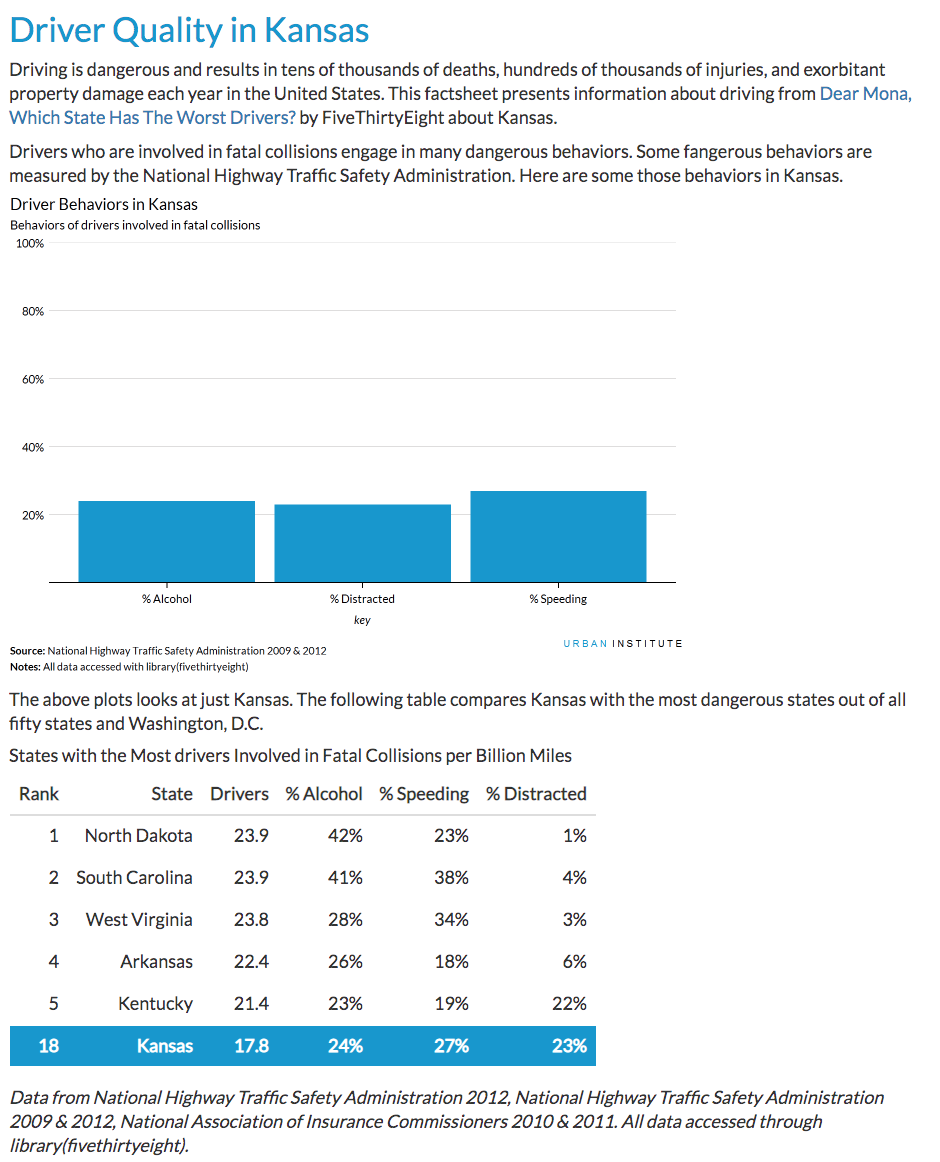 Driver Quality in Kansas
Driving is dangerous and results in tens of thousands of deaths, hundreds of thousands of injuries, and exorbitant
property damage each year in the United States. This factsheet presents information about driving from Dear Mona,
Which State Has The Worst Drivers? by FiveThirtyEight about Kansas.
Drivers who are involved in fatal collisions engage in many dangerous behaviors. Some fangerous behaviors are
measured by the National Highway Traffic Safety Administration. Here are some those behaviors in Kansas.
Driver Behaviors in Kansas
Behaviors of drivers involved in fatal collisions
100%
80%
60%
40%
20%
% Alcohol % Distracted % Speeding
key
URBAN INSTITUTE
Source: National Highway Traffic Safety Administration 2009 & 2012
Notes: All data accessed with library(fivethirtyeight)
The above plots looks at just Kansas. The following table compares Kansas with the most dangerous states out of all
fifty states and Washington, D.C.
States with the Most drivers Involved in Fatal Collisions per Billion Miles
Rank State Drivers % Alcohol % Speeding % Distracted
1 North Dakota 23.9 42% 23% 1%
2 South Carolina 23.9 41% 38% 4%
3 West Virginia 23.8 28% 34% 3%
4 Arkansas 22.4 26% 18% 6%
5 Kentucky 21.4 23% 19% 22%
18 Kansas 17.8 24% 27% 23%
Data from National Highway Traffic Safety Administration 2012, National Highway Traffic Safety Administration
2009 & 2012, National Association of Insurance Commissioners 2010 & 2011. All data accessed through
library(fivethirtyeight).